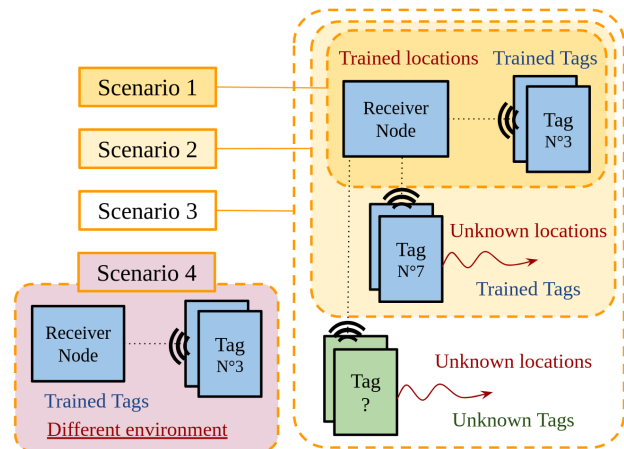 Scenario 1
Scenario 2
Scenario 3
Scenario 4
Receiver
Node
Tag
N°3
Trained Tags
Different environment
Trained locations
Trained Tags
Receiver
Node
Tag
N°3
Tag
N°7
Unknown locations
Trained Tags
Tag
?
Unknown locations
Unknown Tags